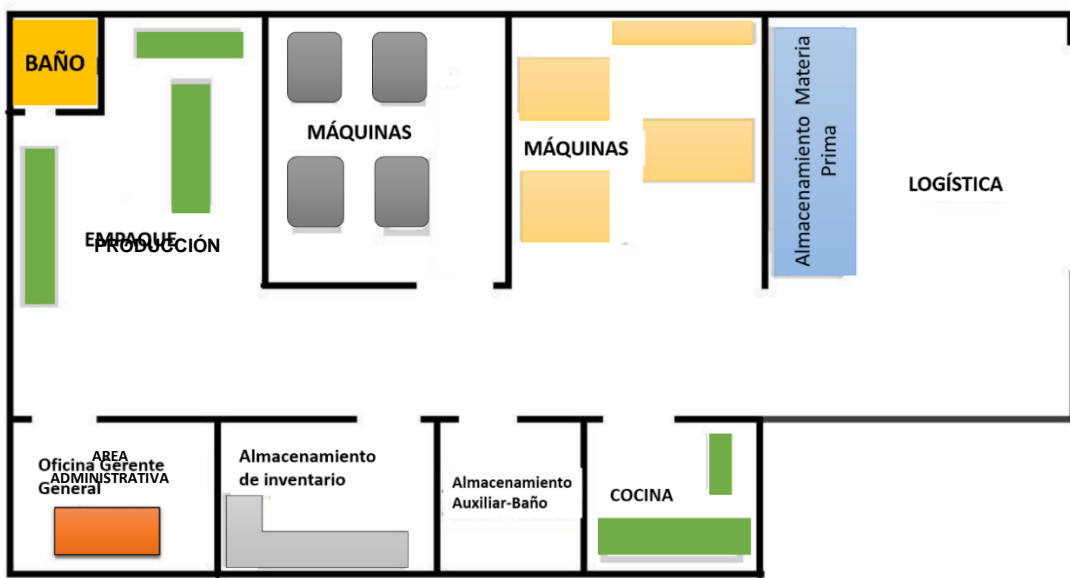 BAÑO
MÁQUINAS
MÁQUINAS
Almacenamiento Materia
Prima
LOGÍSTICA
EMPAQUE
PRODUCCIÓN
Oficina Gerente
General
AREA
ADMINISTRATIVA
Almacenamiento
de inventario
Almacenamiento
Auxiliar-Baño
COCINA